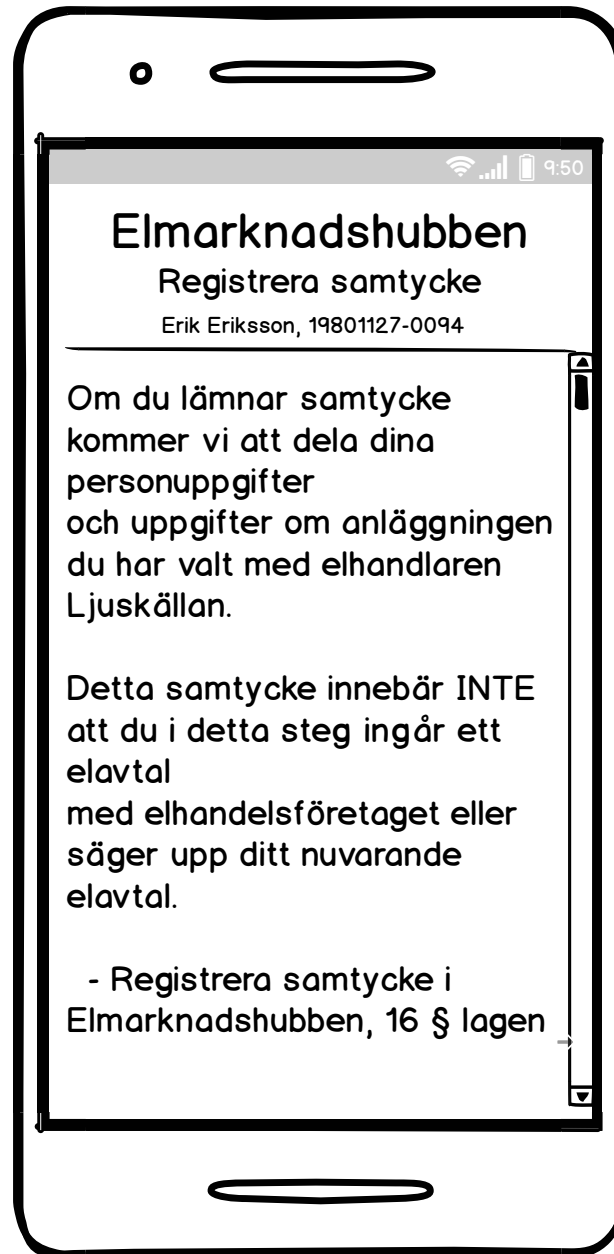 9:50
Elmarknadshubben
Registrera samtycke
Erik Eriksson, 19801127-0094
Om du lämnar samtycke
kommer vi att dela dina
personuppgifter
och uppgifter om anläggningen
du har valt med elhandlaren
Ljuskällan.
Detta samtycke innebär INTE
att du i detta steg ingår ett
elavtal
med elhandelsföretaget eller
säger upp ditt nuvarande
elavtal.
- Registrera samtycke i
Elmarknadshubben, 16 § lagen